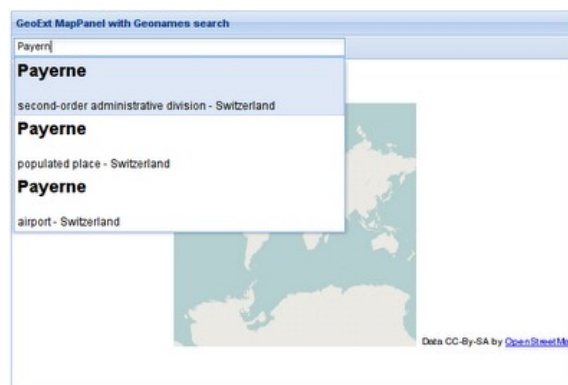 GeoExt MapPanel with Geonames search
Payern
Payerne
second-order administrative division - Switzerland
Payerne
populated place - Switzerland
Payerne
airport - Switzerland
Data CC-By-SA by OpenStreetMa